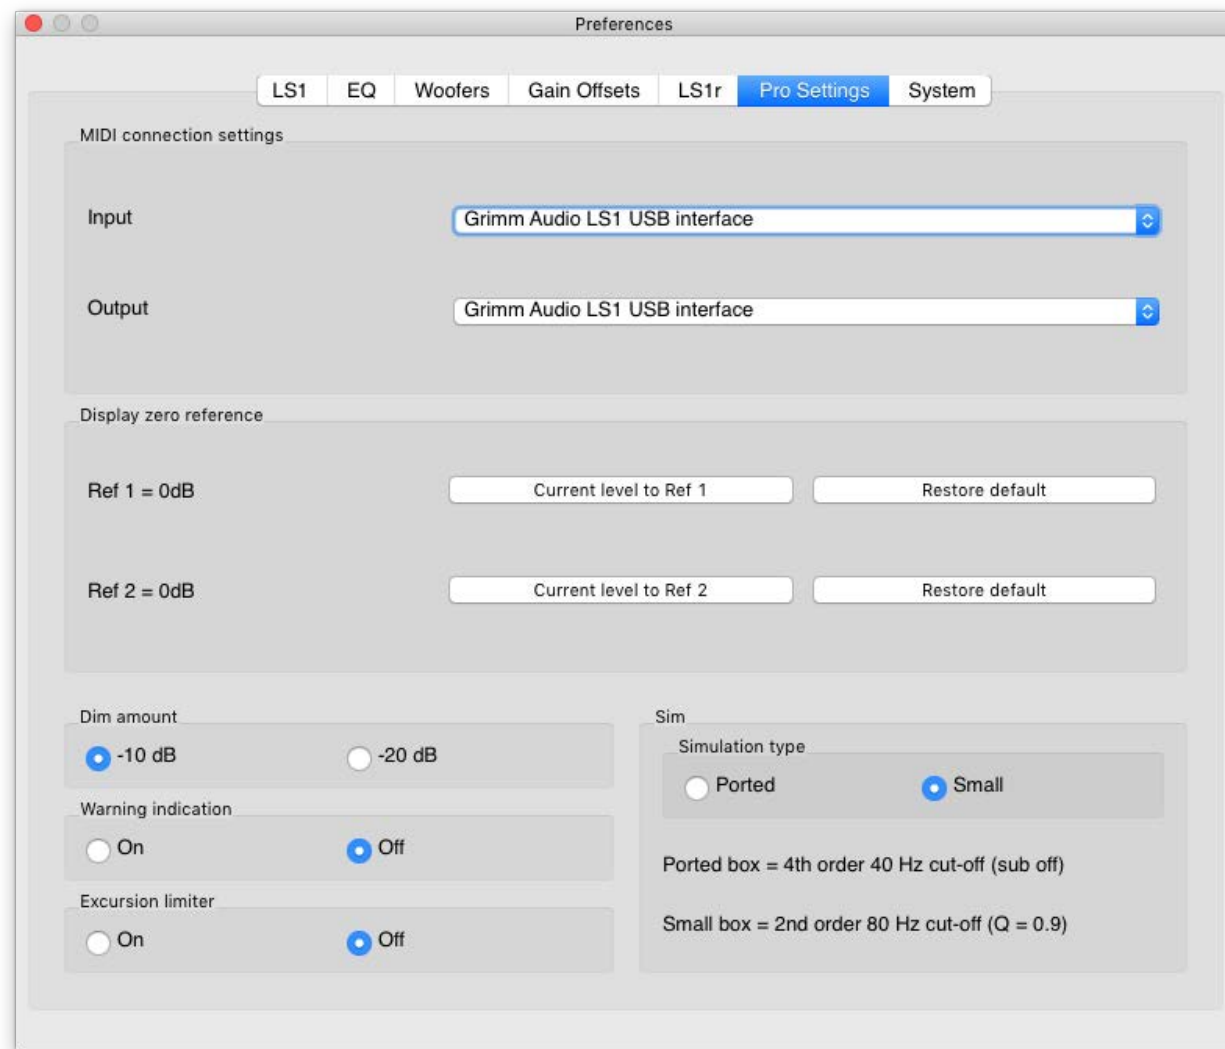 Preferences
LS1 EQ Woofers Gain Offsets LS1r Pro Settings System
MIDI connection settings
Input Grimm Audio LS1 USB interface
Output Grimm Audio LS1 USB interface
Display zero reference
Ref 1 = 0dB Current level to Ref 1 Restore default
Ref 2 = 0dB Current level to Ref 2 Restore default
Dim amount
-10 dB -20 dB
Warning indication
On Off
Excursion limiter
On Off
Sim
Simulation type
Ported Small
Ported box = 4th order 40 Hz cut-off (sub off)
Small box = 2nd order 80 Hz cut-off (Q = 0.9)